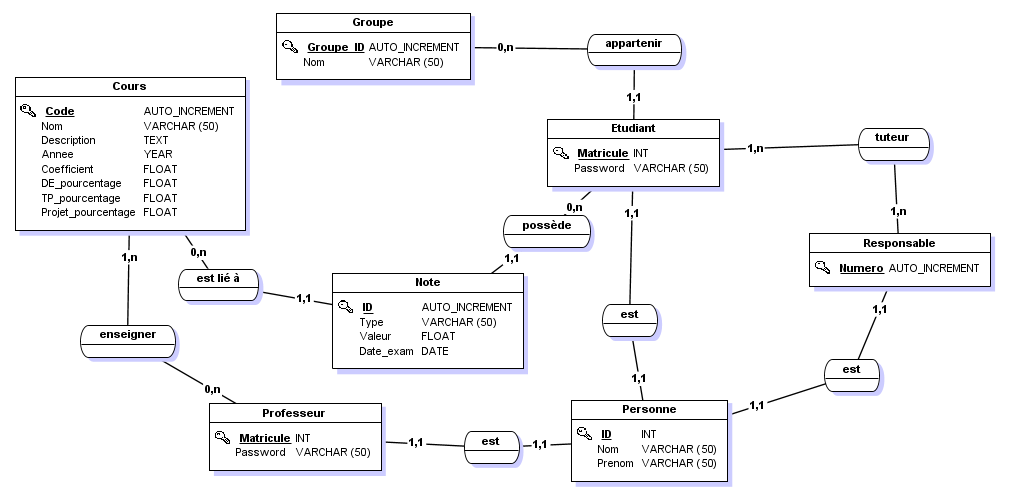 Groupe
Groupe_ID AUTO_INCREMENT
Nom VARCHAR (50)
0,n
appartenir
1,1
Cours
Code AUTO_INCREMENT
Nom VARCHAR (50)
Description TEXT
Annee YEAR
Coefficient FLOAT
DE_pourcentage FLOAT
TP_pourcentage FLOAT
Projet_pourcentage FLOAT
Etudiant
Matricule INT
Password VARCHAR (50)
1,n
tuteur
1,n
0,n
possède
1,1
1,1
Responsable
Numero AUTO_INCREMENT
1,n
0,n
est lié à
1,1
Note
ID AUTO_INCREMENT
Type VARCHAR (50)
Valeur FLOAT
Date_exam DATE
est
1,1
1,1
est
1,1
enseigner
0,n
Professeur
Matricule INT
Password VARCHAR (50)
1,1
est
1,1
Personne
ID INT
Nom VARCHAR (50)
Prenom VARCHAR (50)